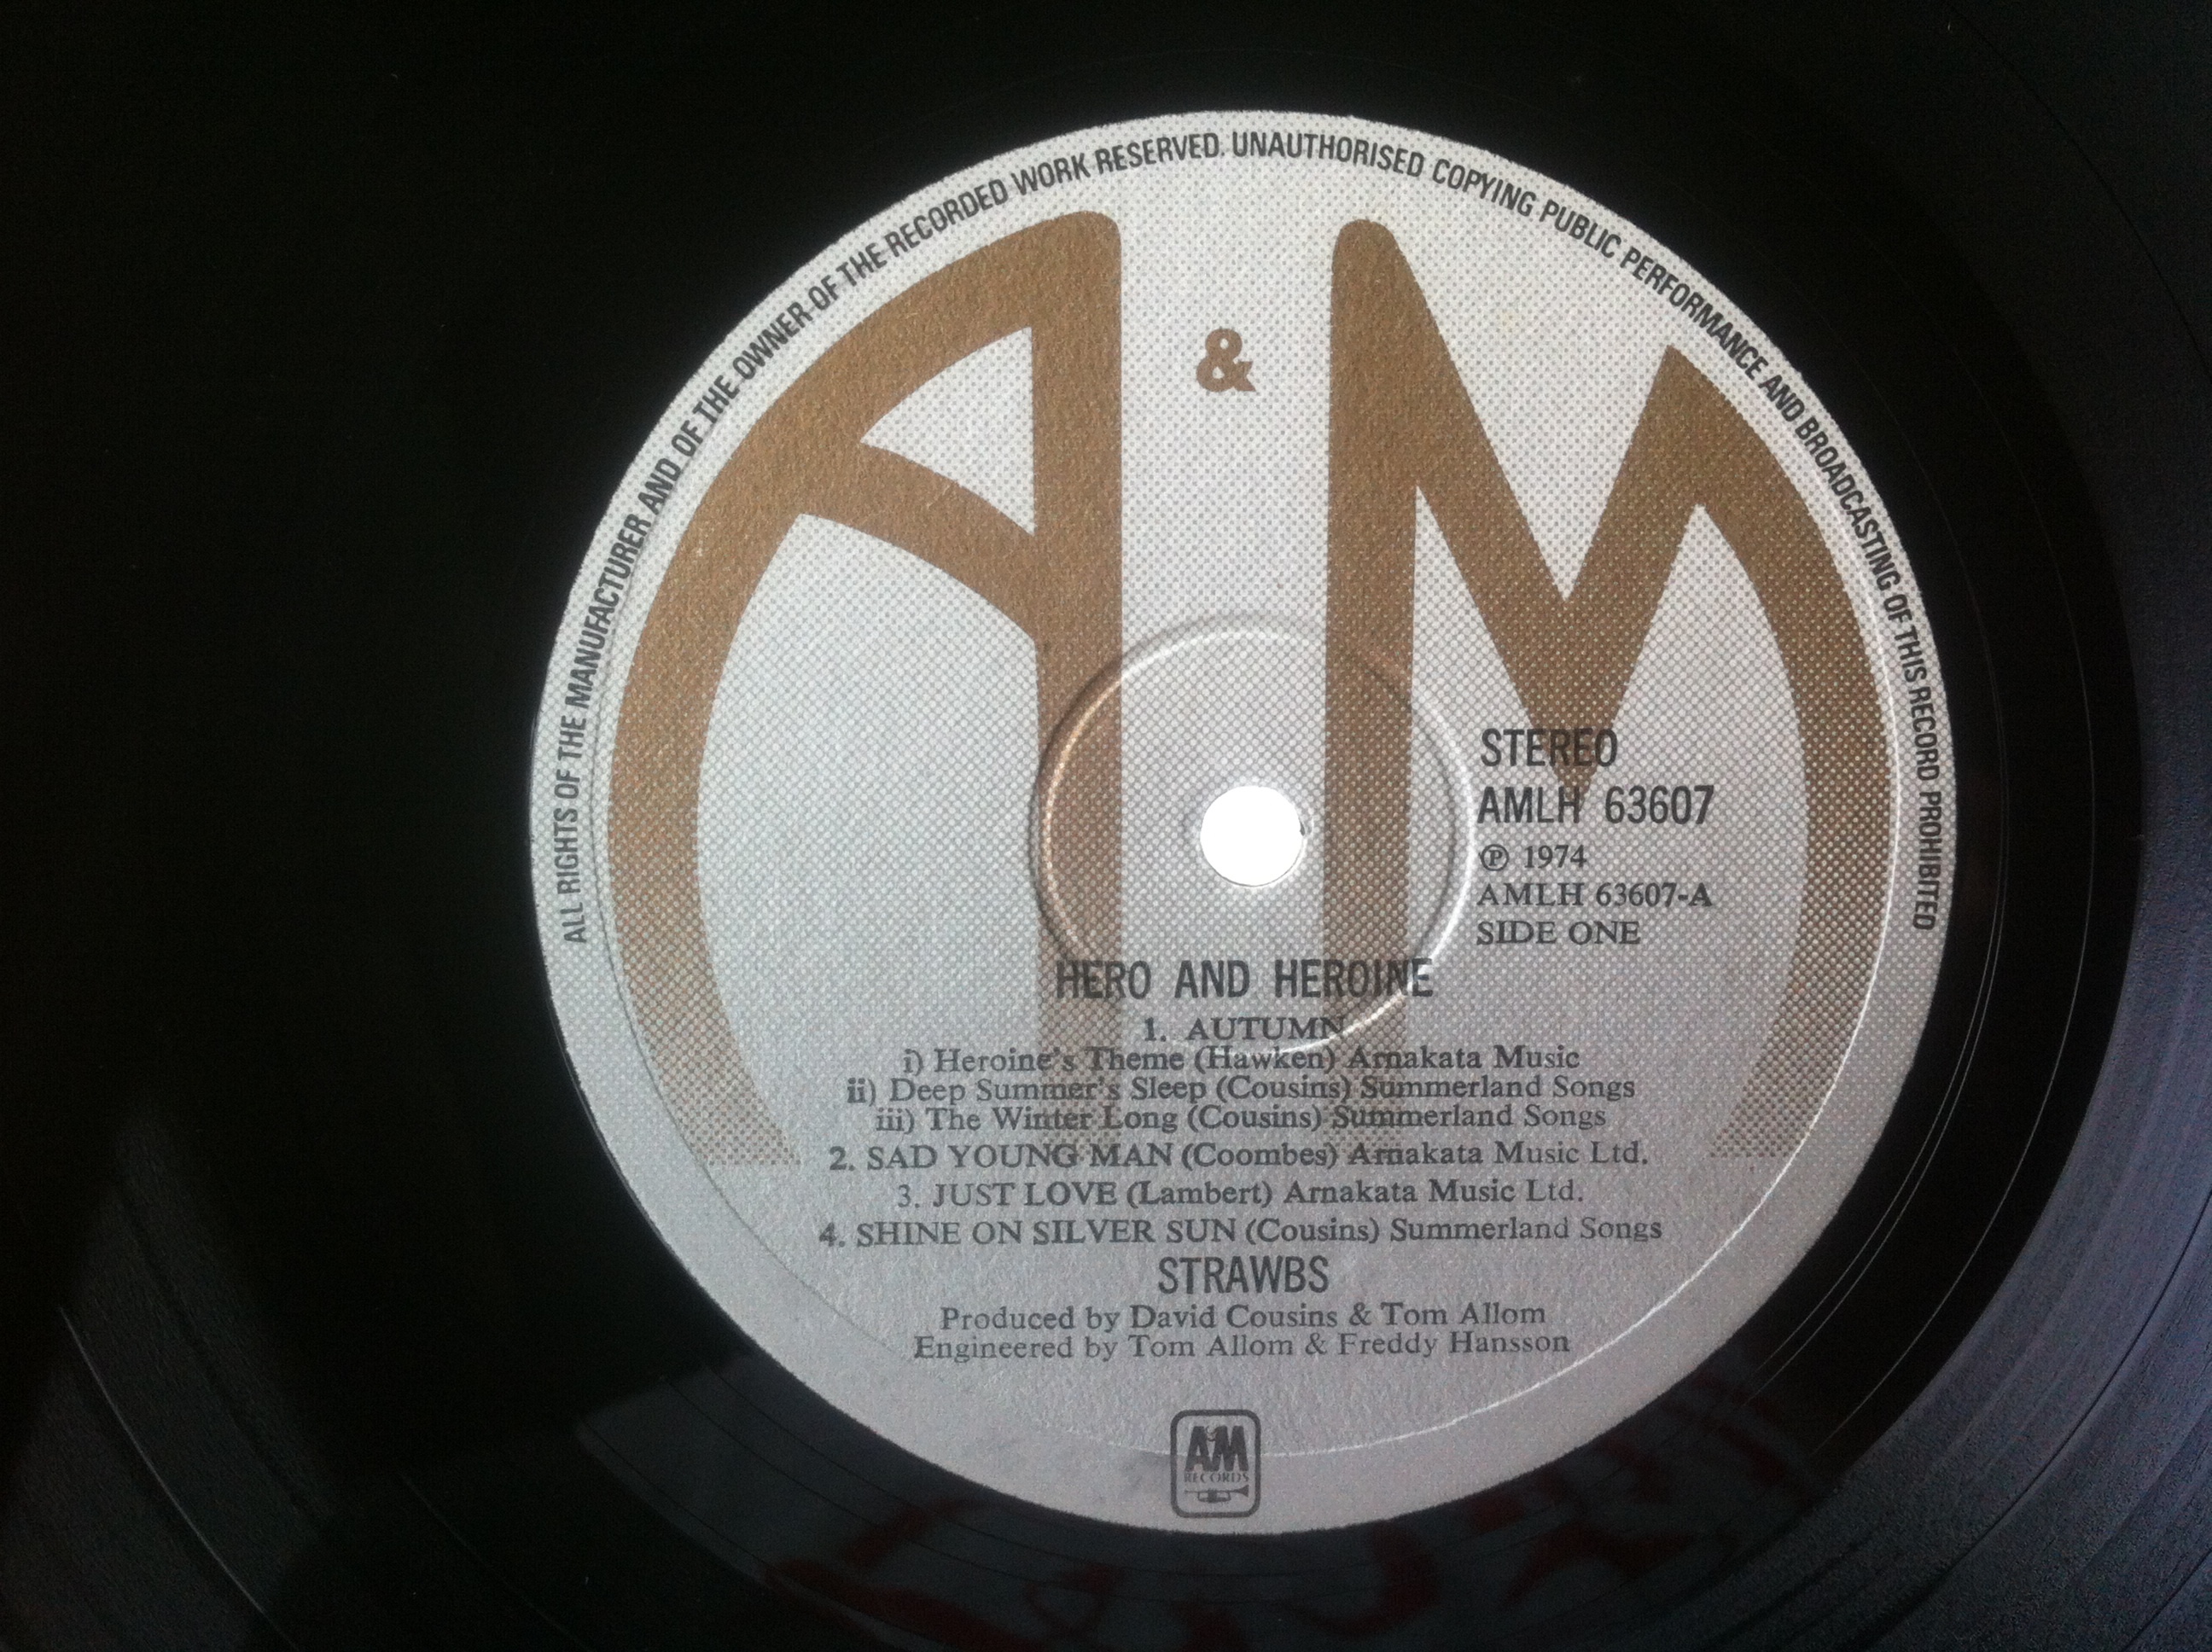 ALL RIGHTS OF THE MANUFACTURER AND OF THE OWNER OF THE RECORDED WORK RESERVED. UNAUTHORISED COPYING PUBLIC PERFORMANCE AND BROADCASTING OF THIS RECORD PROHIBITED
A & M
STEREO
AMLH 63607
℗ 1974
AMLH 63607-A
SIDE ONE
HERO AND HEROINE
1. AUTUMN
i) Heroine's Theme (Hawken) Arnakata Music
ii) Deep Summer's Sleep (Cousins) Summerland Songs
iii) The Winter Long (Cousins) Summerland Songs
2. SAD YOUNG MAN (Coombes) Arnakata Music Ltd.
3. JUST LOVE (Lambert) Arnakata Music Ltd.
4. SHINE ON SILVER SUN (Cousins) Summerland Songs
STRAWBS
Produced by David Cousins & Tom Allom
Engineered by Tom Allom & Freddy Hansson
AM
RECORDS